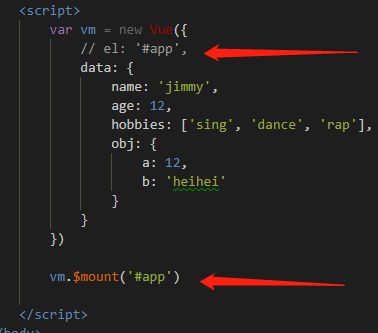 <script>
var vm = new Vue({
// el: '#app',
data: {
name: 'jimmy',
age: 12,
hobbies: ['sing', 'dance', 'rap'],
obj: {
a: 12,
b: 'heihei'
}
}
})
vm.$mount('#app')
</script>
</body>